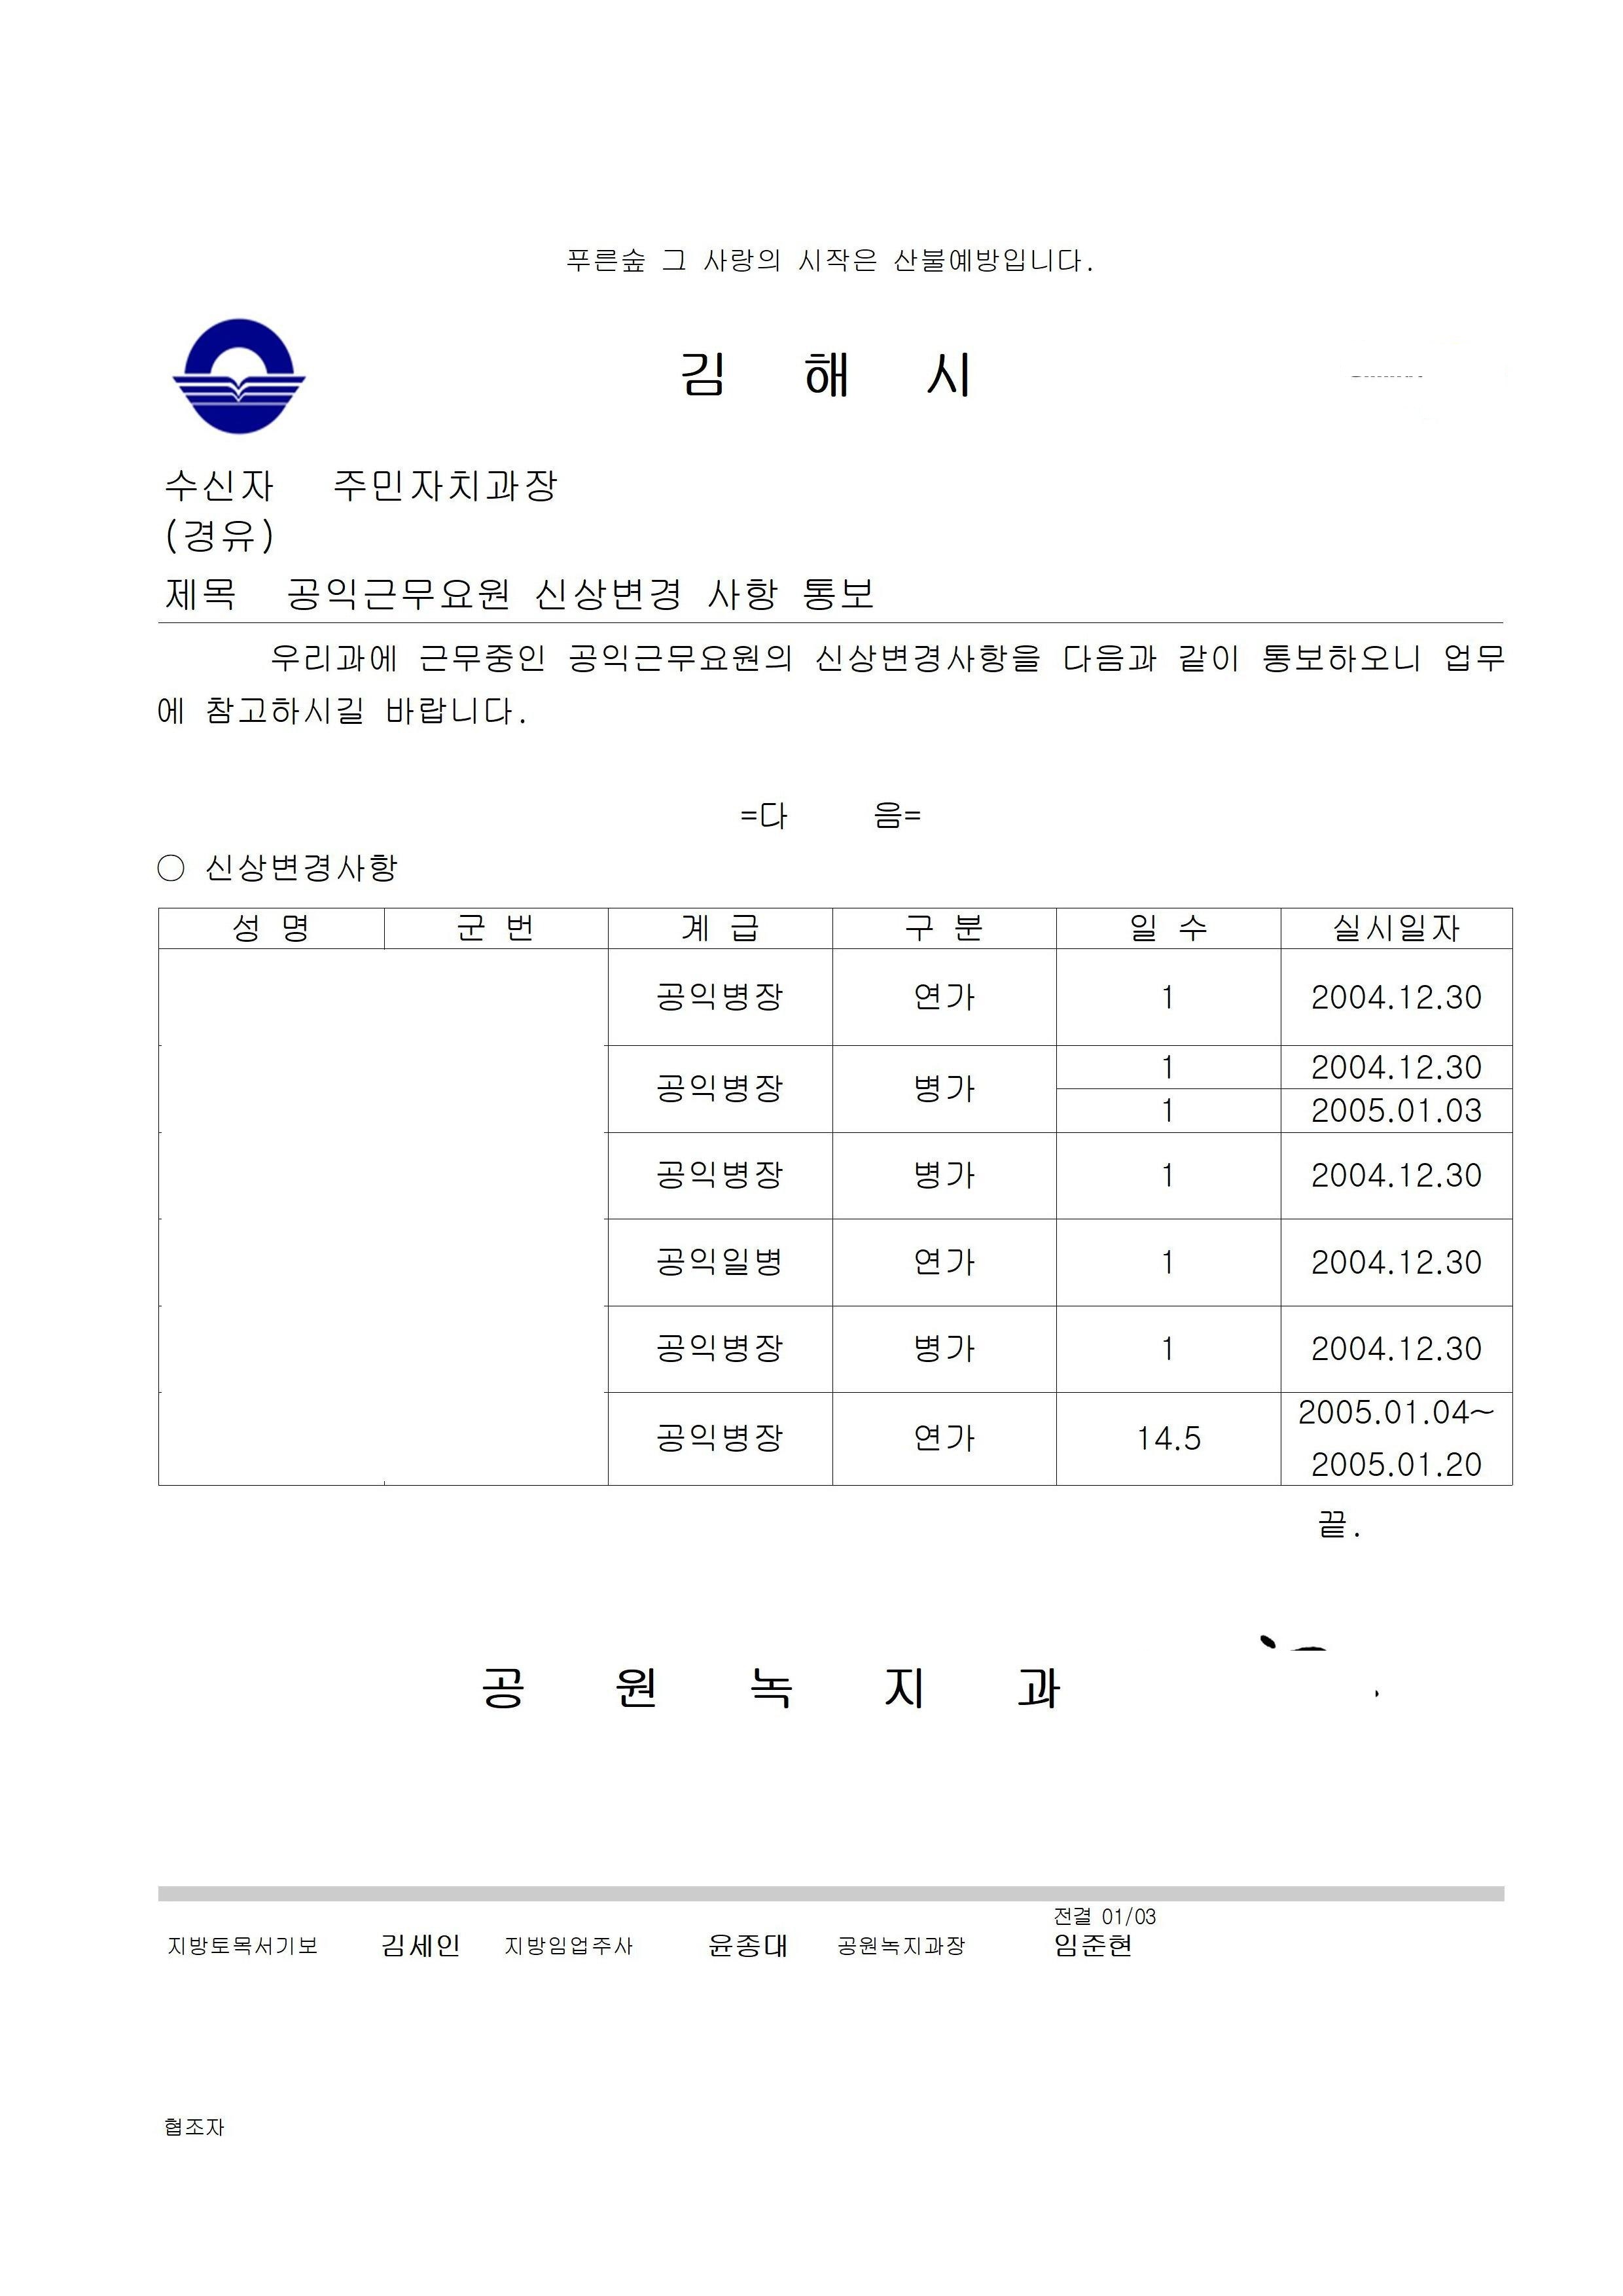 푸른숲 그 사랑의 시작은 산불예방입니다.
김 해 시
수신자 주민자치과장
(경유)
제목 공익근무요원 신상변경 사항 통보
우리과에 근무중인 공익근무요원의 신상변경사항을 다음과 같이 통보하오니 업무
에 참고하시길 바랍니다.
=다 음=
○ 신상변경사항
성 명 군 번 계 급 구 분 일 수 실시일자
공익병장 연가 1 2004.12.30
공익병장 병가 1 2004.12.30
1 2005.01.03
공익병장 병가 1 2004.12.30
공익일병 연가 1 2004.12.30
공익병장 병가 1 2004.12.30
공익병장 연가 14.5 2005.01.04~
2005.01.20
끝.
공 원 녹 지 과
전결 01/03
지방토목서기보 김세인 지방임업주사 윤종대 공원녹지과장 임준현
협조자